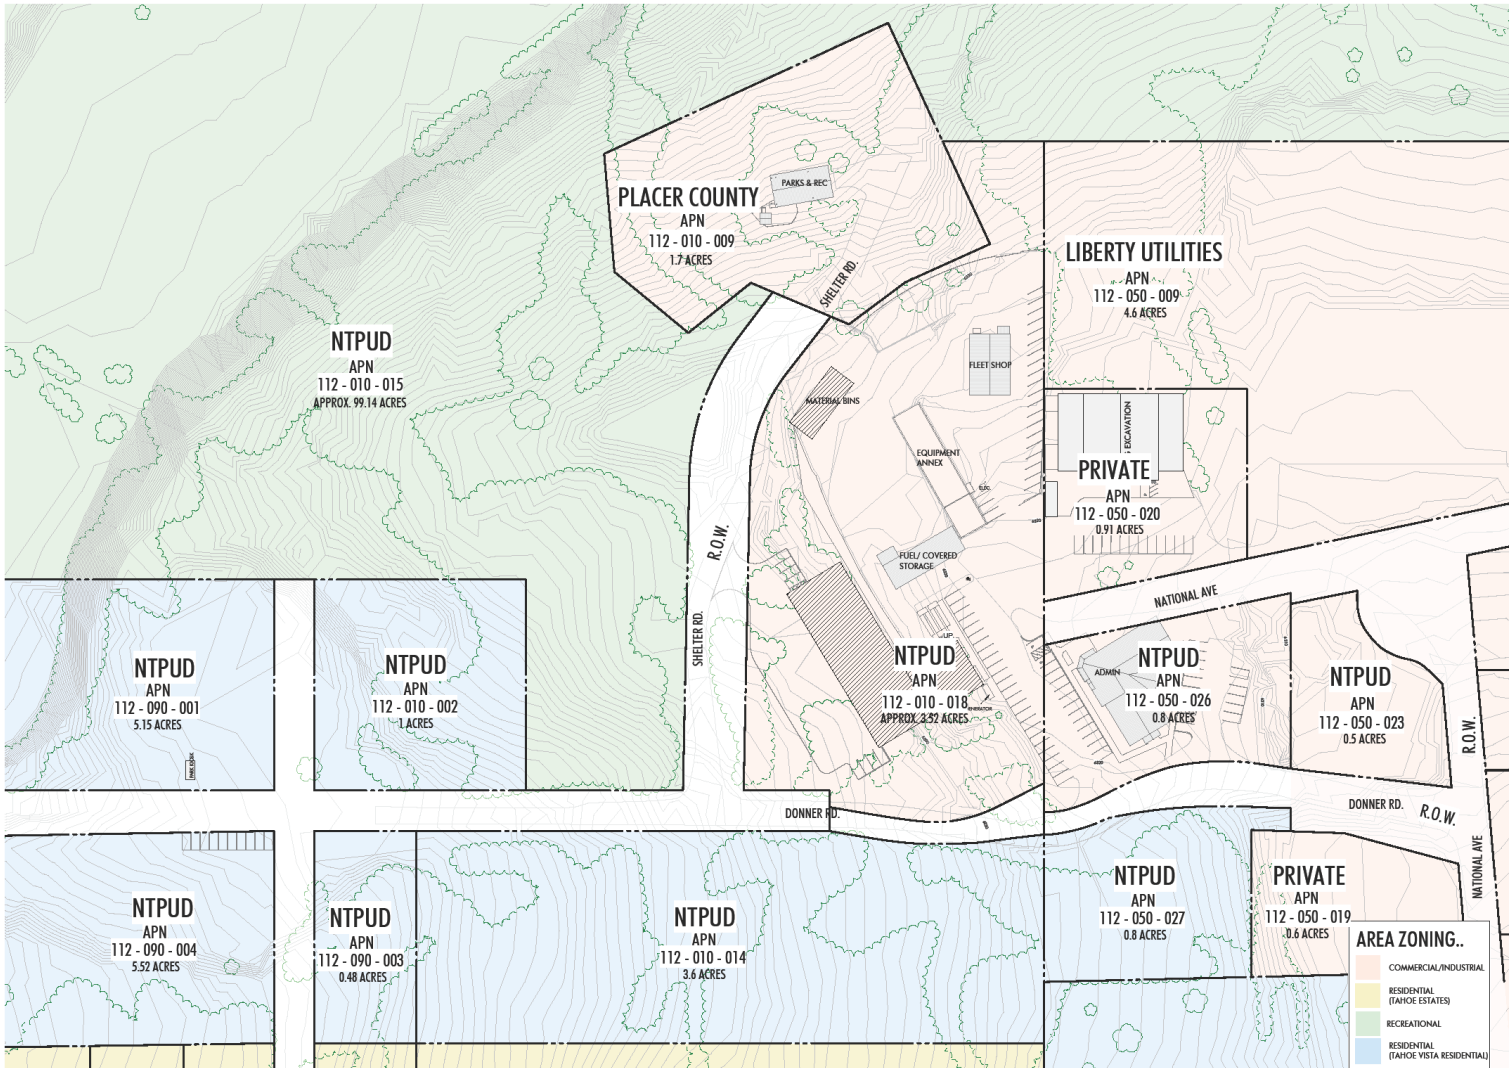 PARKS & REC
PLACER COUNTY
APN
112 - 010 - 009
1.7 ACRES
SHELTER RD.
LIBERTY UTILITIES
APN
112 - 050 - 009
4.6 ACRES
NTPUD
APN
112 - 010 - 015
APPROX. 99.14 ACRES
FLEET SHOP
MATERIAL BINS
EQUIPMENT
ANNEX
ELEC.
EXCAVATION
PRIVATE
APN
112 - 050 - 020
0.91 ACRES
R.O.W.
FUEL/ COVERED
STORAGE
NATIONAL AVE
SHELTER RD.
NTPUD
APN
112 - 090 - 001
5.15 ACRES
PARK KIOSK
NTPUD
APN
112 - 010 - 002
1 ACRES
NTPUD
APN
112 - 010 - 018
APPROX. 3.52 ACRES
ADMIN
NTPUD
APN
112 - 050 - 026
0.8 ACRES
NTPUD
APN
112 - 050 - 023
0.5 ACRES
R.O.W.
DONNER RD.
DONNER RD.
R.O.W.
NATIONAL AVE
NTPUD
APN
112 - 090 - 004
5.52 ACRES
NTPUD
APN
112 - 090 - 003
0.48 ACRES
NTPUD
APN
112 - 010 - 014
3.6 ACRES
NTPUD
APN
112 - 050 - 027
0.8 ACRES
PRIVATE
APN
112 - 050 - 019
0.6 ACRES
AREA ZONING..
COMMERCIAL/INDUSTRIAL
RESIDENTIAL
(TAHOE ESTATES)
RECREATIONAL
RESIDENTIAL
(TAHOE VISTA RESIDENTIAL)